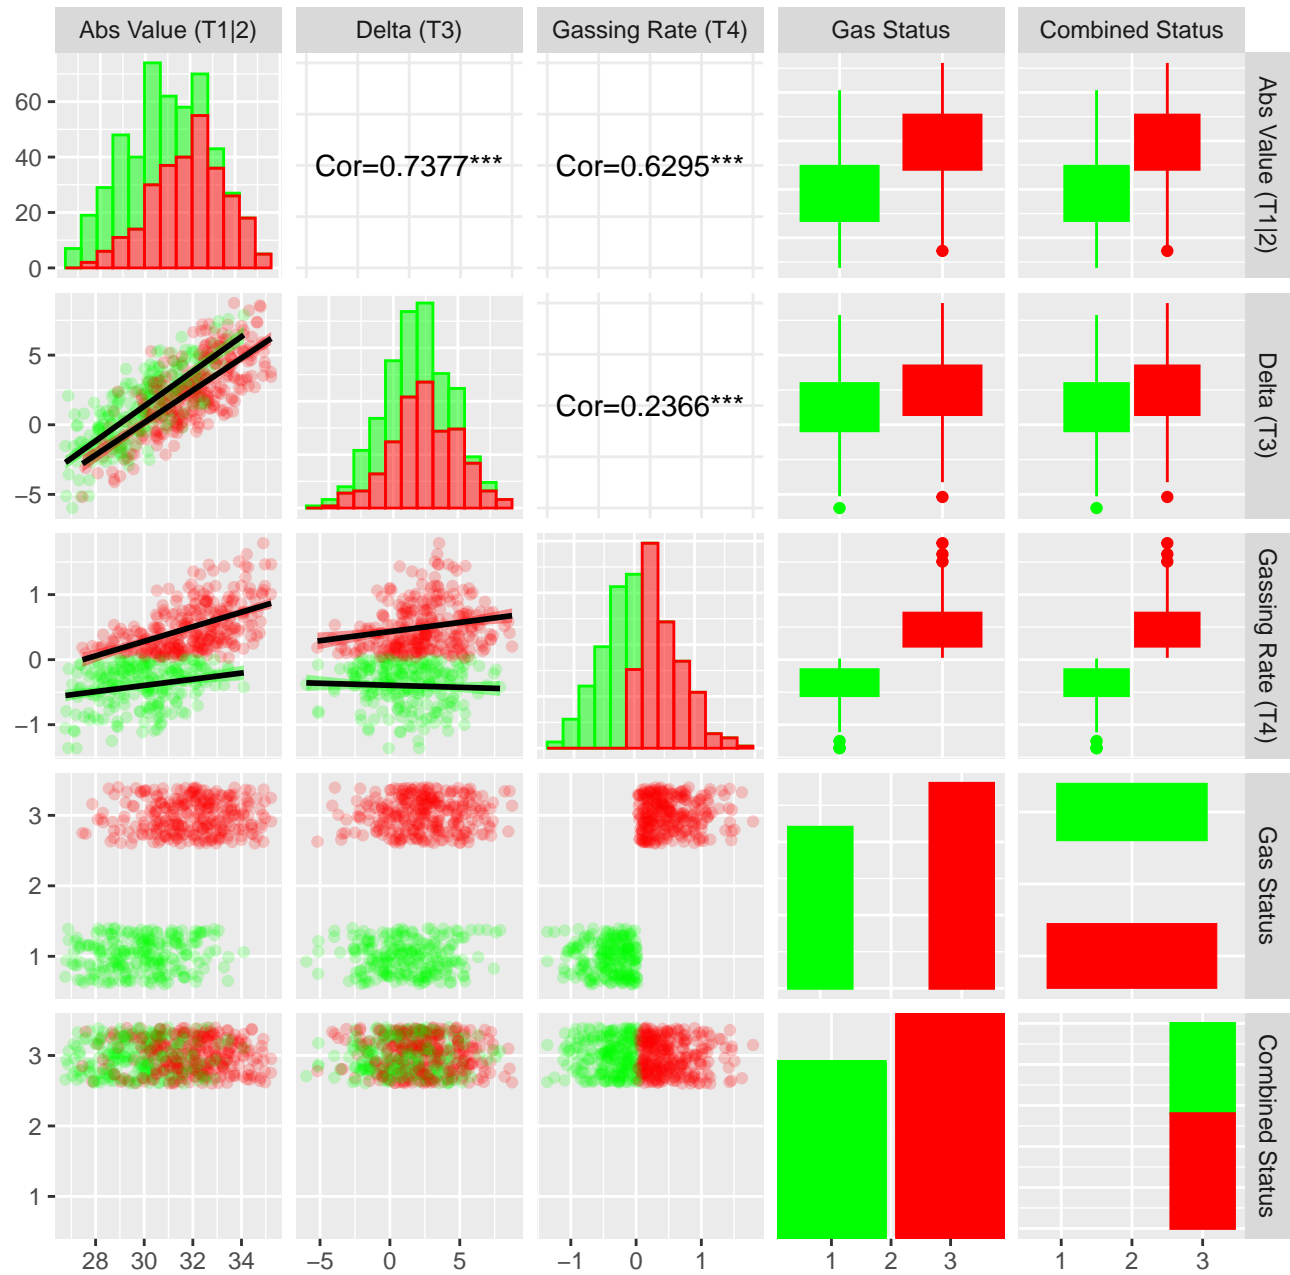 Abs Value (T1|2) Delta (T3) Gassing Rate (T4) Gas Status Combined Status
60
40
20
0
Cor=0.7377***
Cor=0.6295***
Abs Value (T1|2)
5
0
−5
Cor=0.2366***
Delta (T3)
1
0
−1
Gassing Rate (T4)
3
2
1
Gas Status
3
2
1
Combined Status
28 30 32 34 −5 0 5 −1 0 1 1 2 3 1 2 3